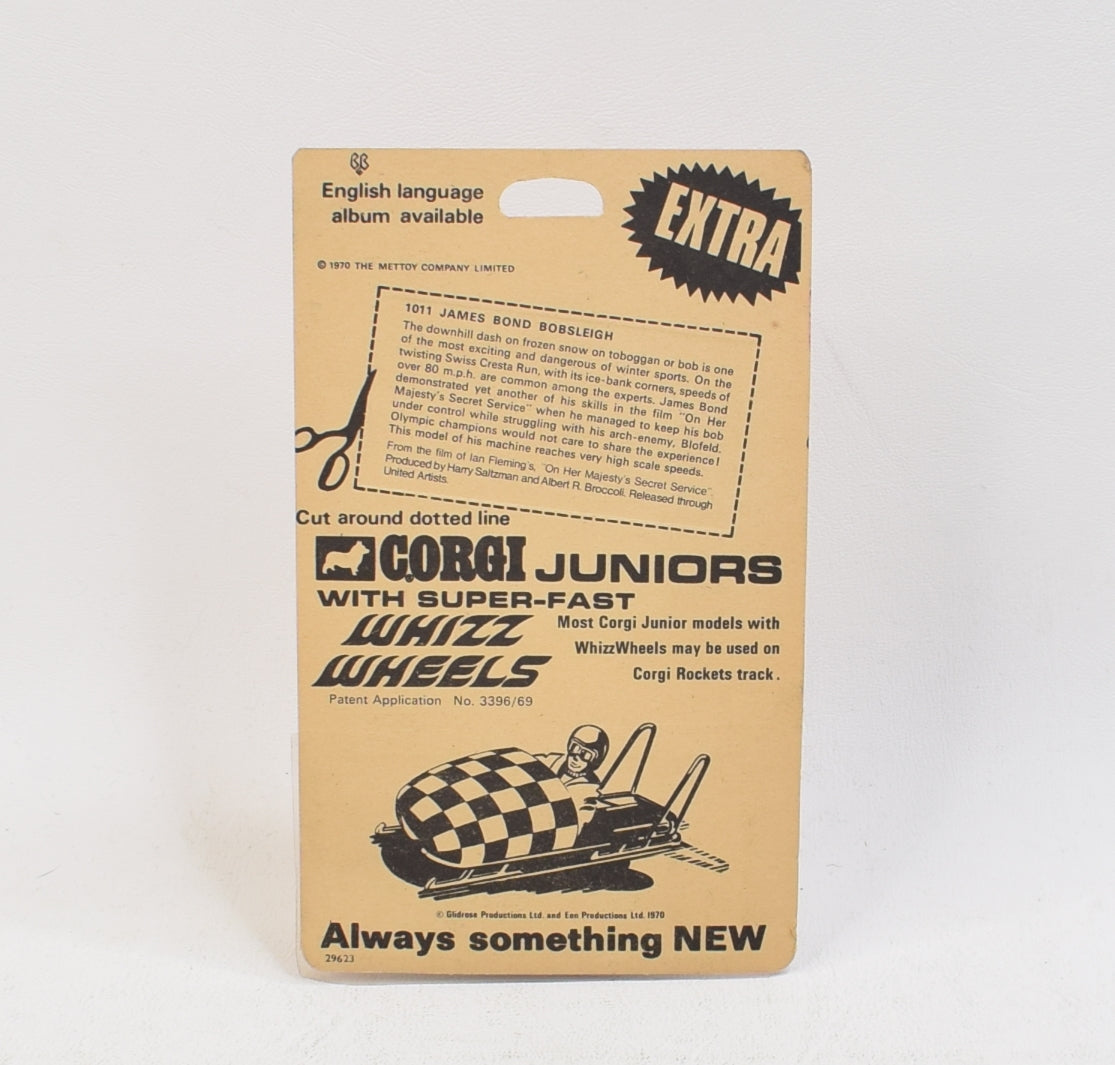 English language
album available
EXTRA
© 1970 THE METTOY COMPANY LIMITED
1011 JAMES BOND BOBSLEIGH
The downhill dash on frozen snow on toboggan or bob is one
of the most exciting and dangerous of winter sports. On the
twisting Swiss Cresta Run, with its ice-bank corners, speeds of
over 80 m.p.h. are common among the experts. James Bond
demonstrated yet another of his skills in the film "On Her
Majesty's Secret Service" when he managed to keep his bob
under control while struggling with his arch-enemy, Blofeld.
Olympic champions would not care to share the experience!
This model of his machine reaches very high scale speeds.
From the film of Ian Fleming's, "On Her Majesty's Secret Service".
Produced by Harry Saltzman and Albert R. Broccoli. Released through
United Artists.
Cut around dotted line
CORGI JUNIORS
WITH SUPER-FAST
WHIZZ
WHEELS
Most Corgi Junior models with
WhizzWheels may be used on
Corgi Rockets track.
Patent Application No. 3396/69
© Glidrose Productions Ltd. and Eon Productions Ltd. 1970
Always something NEW
29623